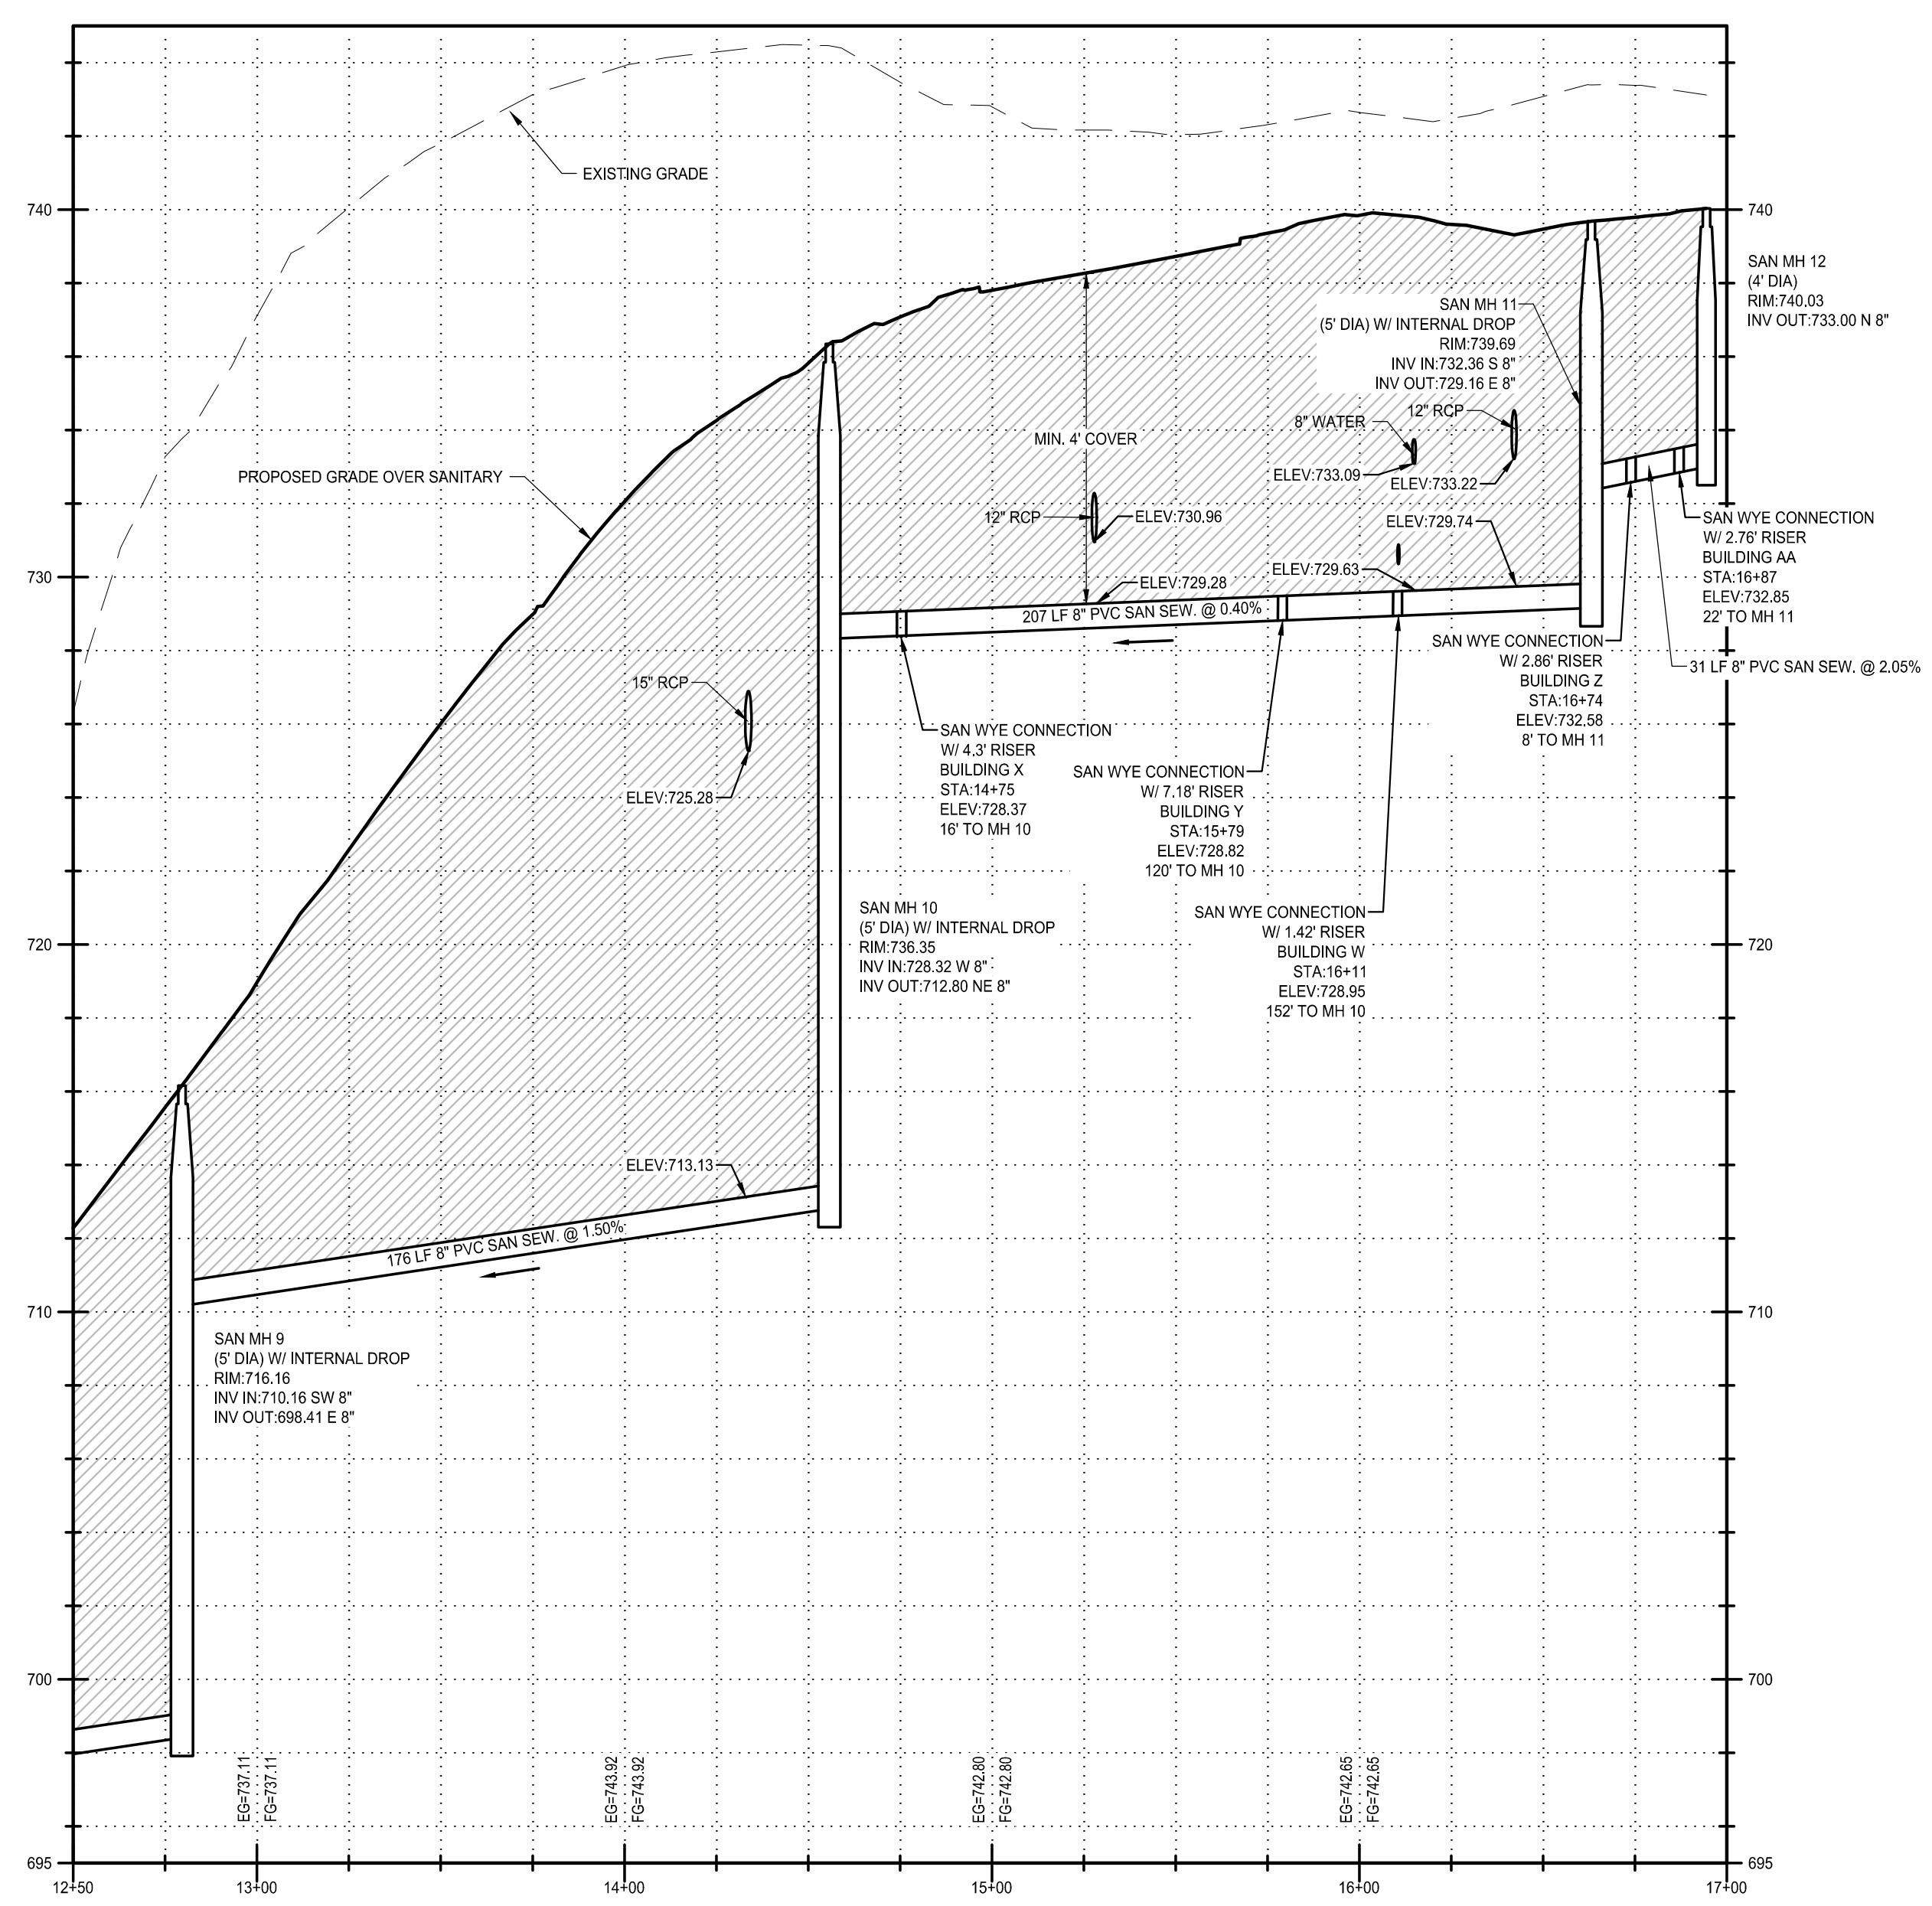 EXISTING GRADE
740
740
SAN MH 12
(4' DIA)
RIM:740.03
INV OUT:733.00 N 8"
SAN MH 11
(5' DIA) W/ INTERNAL DROP
RIM:739.69
INV IN:732.36 S 8"
INV OUT:729.16 E 8"
12" RCP
8" WATER
MIN. 4' COVER
PROPOSED GRADE OVER SANITARY
ELEV:733.09
ELEV:733.22
12" RCP
ELEV:730.96
ELEV:729.74
SAN WYE CONNECTION
W/ 2.76' RISER
BUILDING AA
STA:16+87
ELEV:732.85
22' TO MH 11
730
730
ELEV:729.63
ELEV:729.28
207 LF 8" PVC SAN SEW. @ 0.40%
SAN WYE CONNECTION
W/ 2.86' RISER
BUILDING Z
STA:16+74
ELEV:732.58
8' TO MH 11
31 LF 8" PVC SAN SEW. @ 2.05%
15" RCP
ELEV:725.28
SAN WYE CONNECTION
W/ 4.3' RISER
BUILDING X
STA:14+75
ELEV:728.37
16' TO MH 10
SAN WYE CONNECTION
W/ 7.18' RISER
BUILDING Y
STA:15+79
ELEV:728.82
120' TO MH 10
SAN MH 10
(5' DIA) W/ INTERNAL DROP
RIM:736.35
INV IN:728.32 W 8"
INV OUT:712.80 NE 8"
SAN WYE CONNECTION
W/ 1.42' RISER
BUILDING W
STA:16+11
ELEV:728.95
152' TO MH 10
720
720
ELEV:713.13
176 LF 8" PVC SAN SEW. @ 1.50%
710
710
SAN MH 9
(5' DIA) W/ INTERNAL DROP
RIM:716.16
INV IN:710.16 SW 8"
INV OUT:698.41 E 8"
700
700
EG=737.11
FG=737.11
EG=743.92
FG=743.92
EG=742.80
FG=742.80
EG=742.65
FG=742.65
695
695
12+50
13+00
14+00
15+00
16+00
17+00